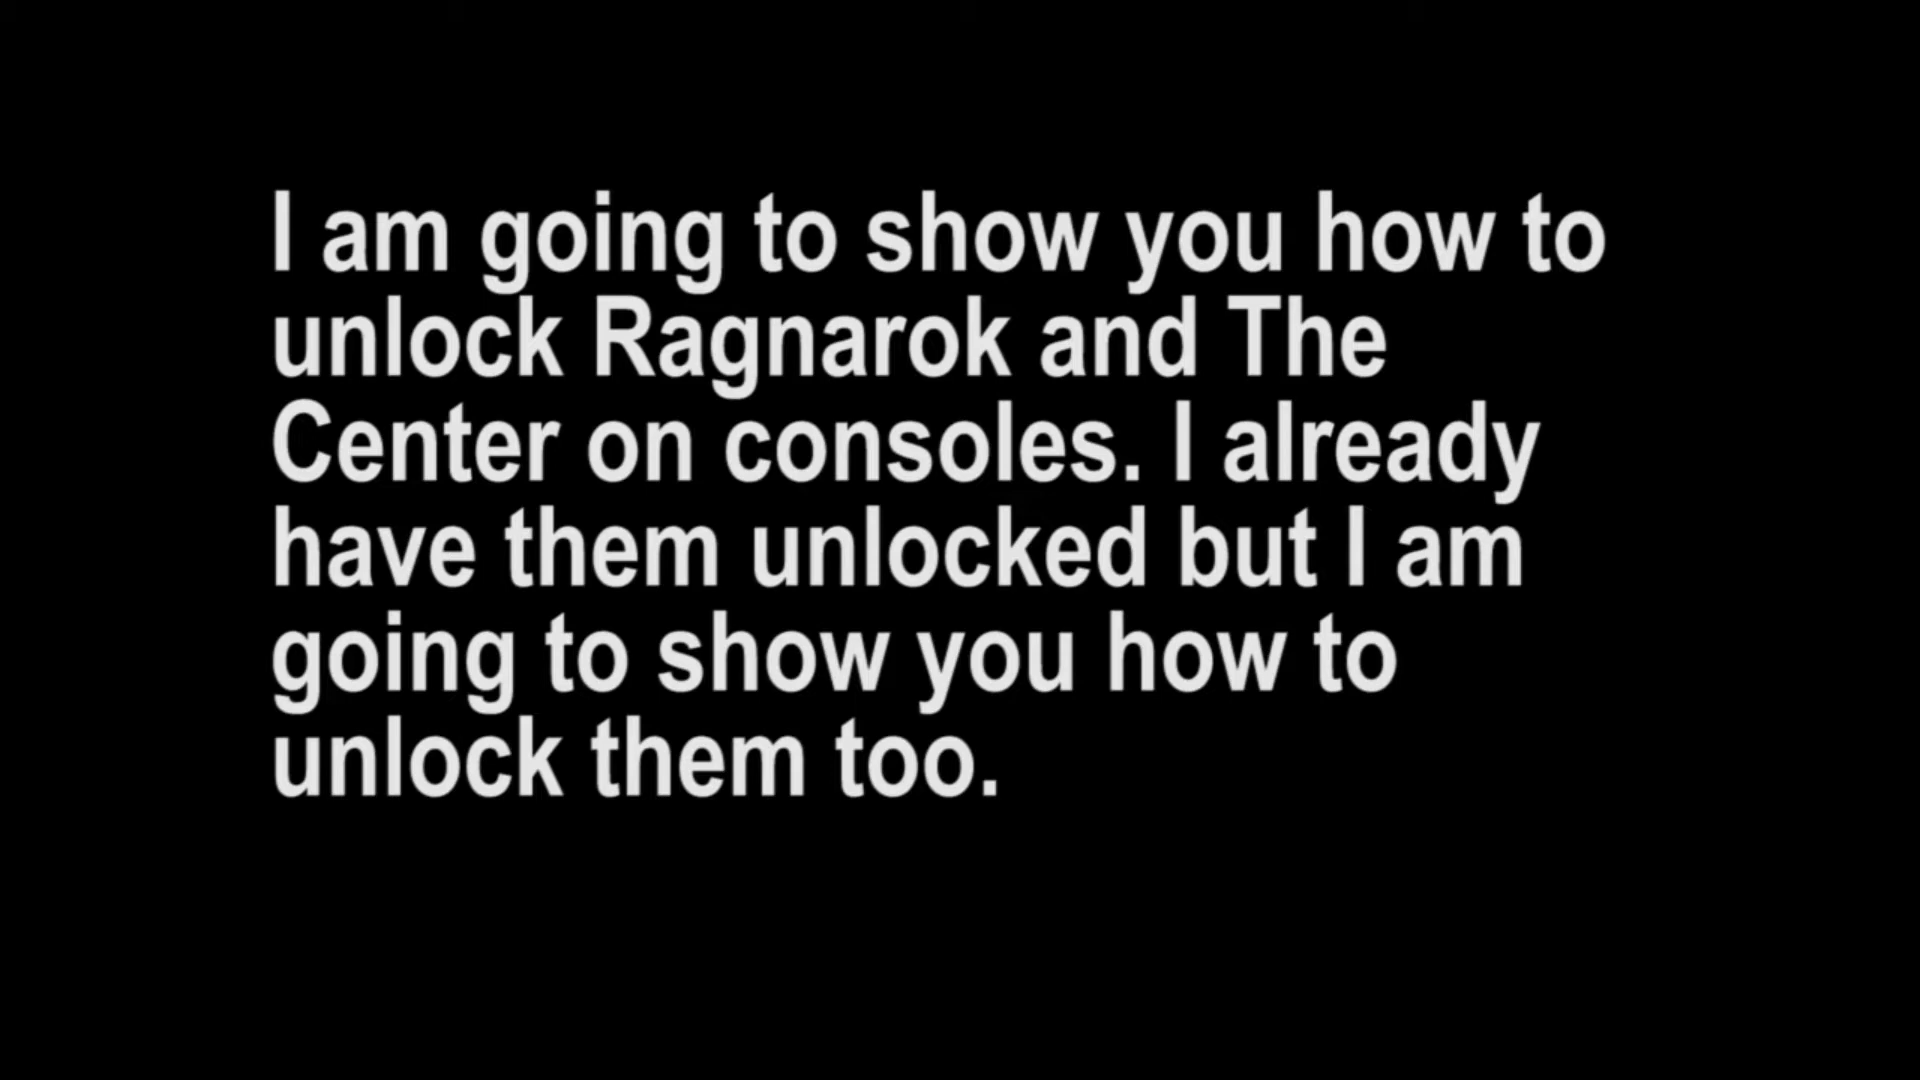 I am going to show you how to
unlock Ragnarok and The
Center on consoles. I already
have them unlocked but I am
going to show you how to
unlock them too.